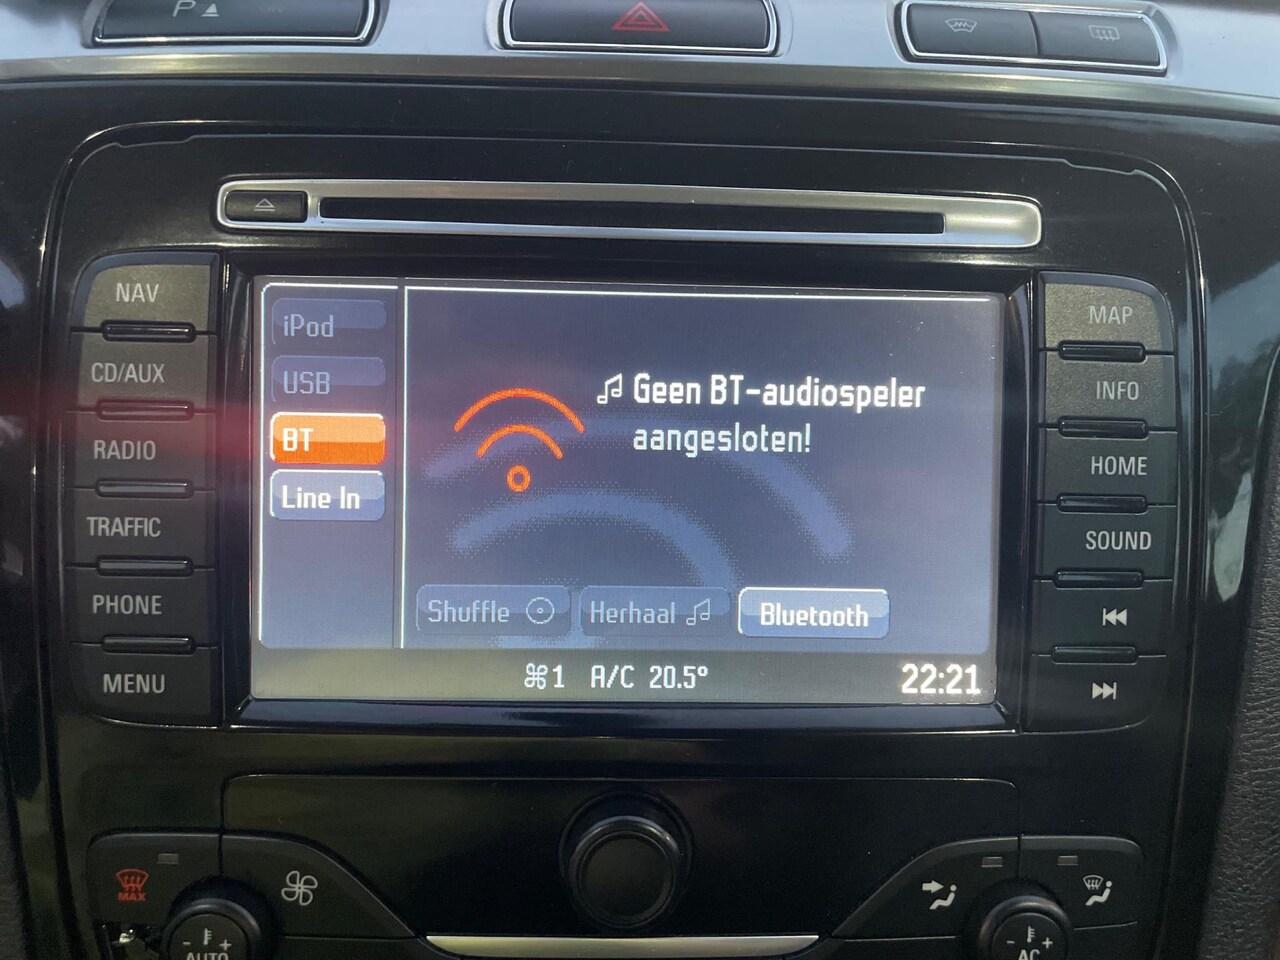 P
NAV
CD/AUX
RADIO
TRAFFIC
PHONE
MENU
iPod
USB
BT
Line In
Geen BT-audiospeler
aangesloten!
Shuffle
Herhaal
Bluetooth
⌘1 A/C 20.5°
22:21
MAP
INFO
HOME
SOUND
MAX
- +
AUTO
- +
AC